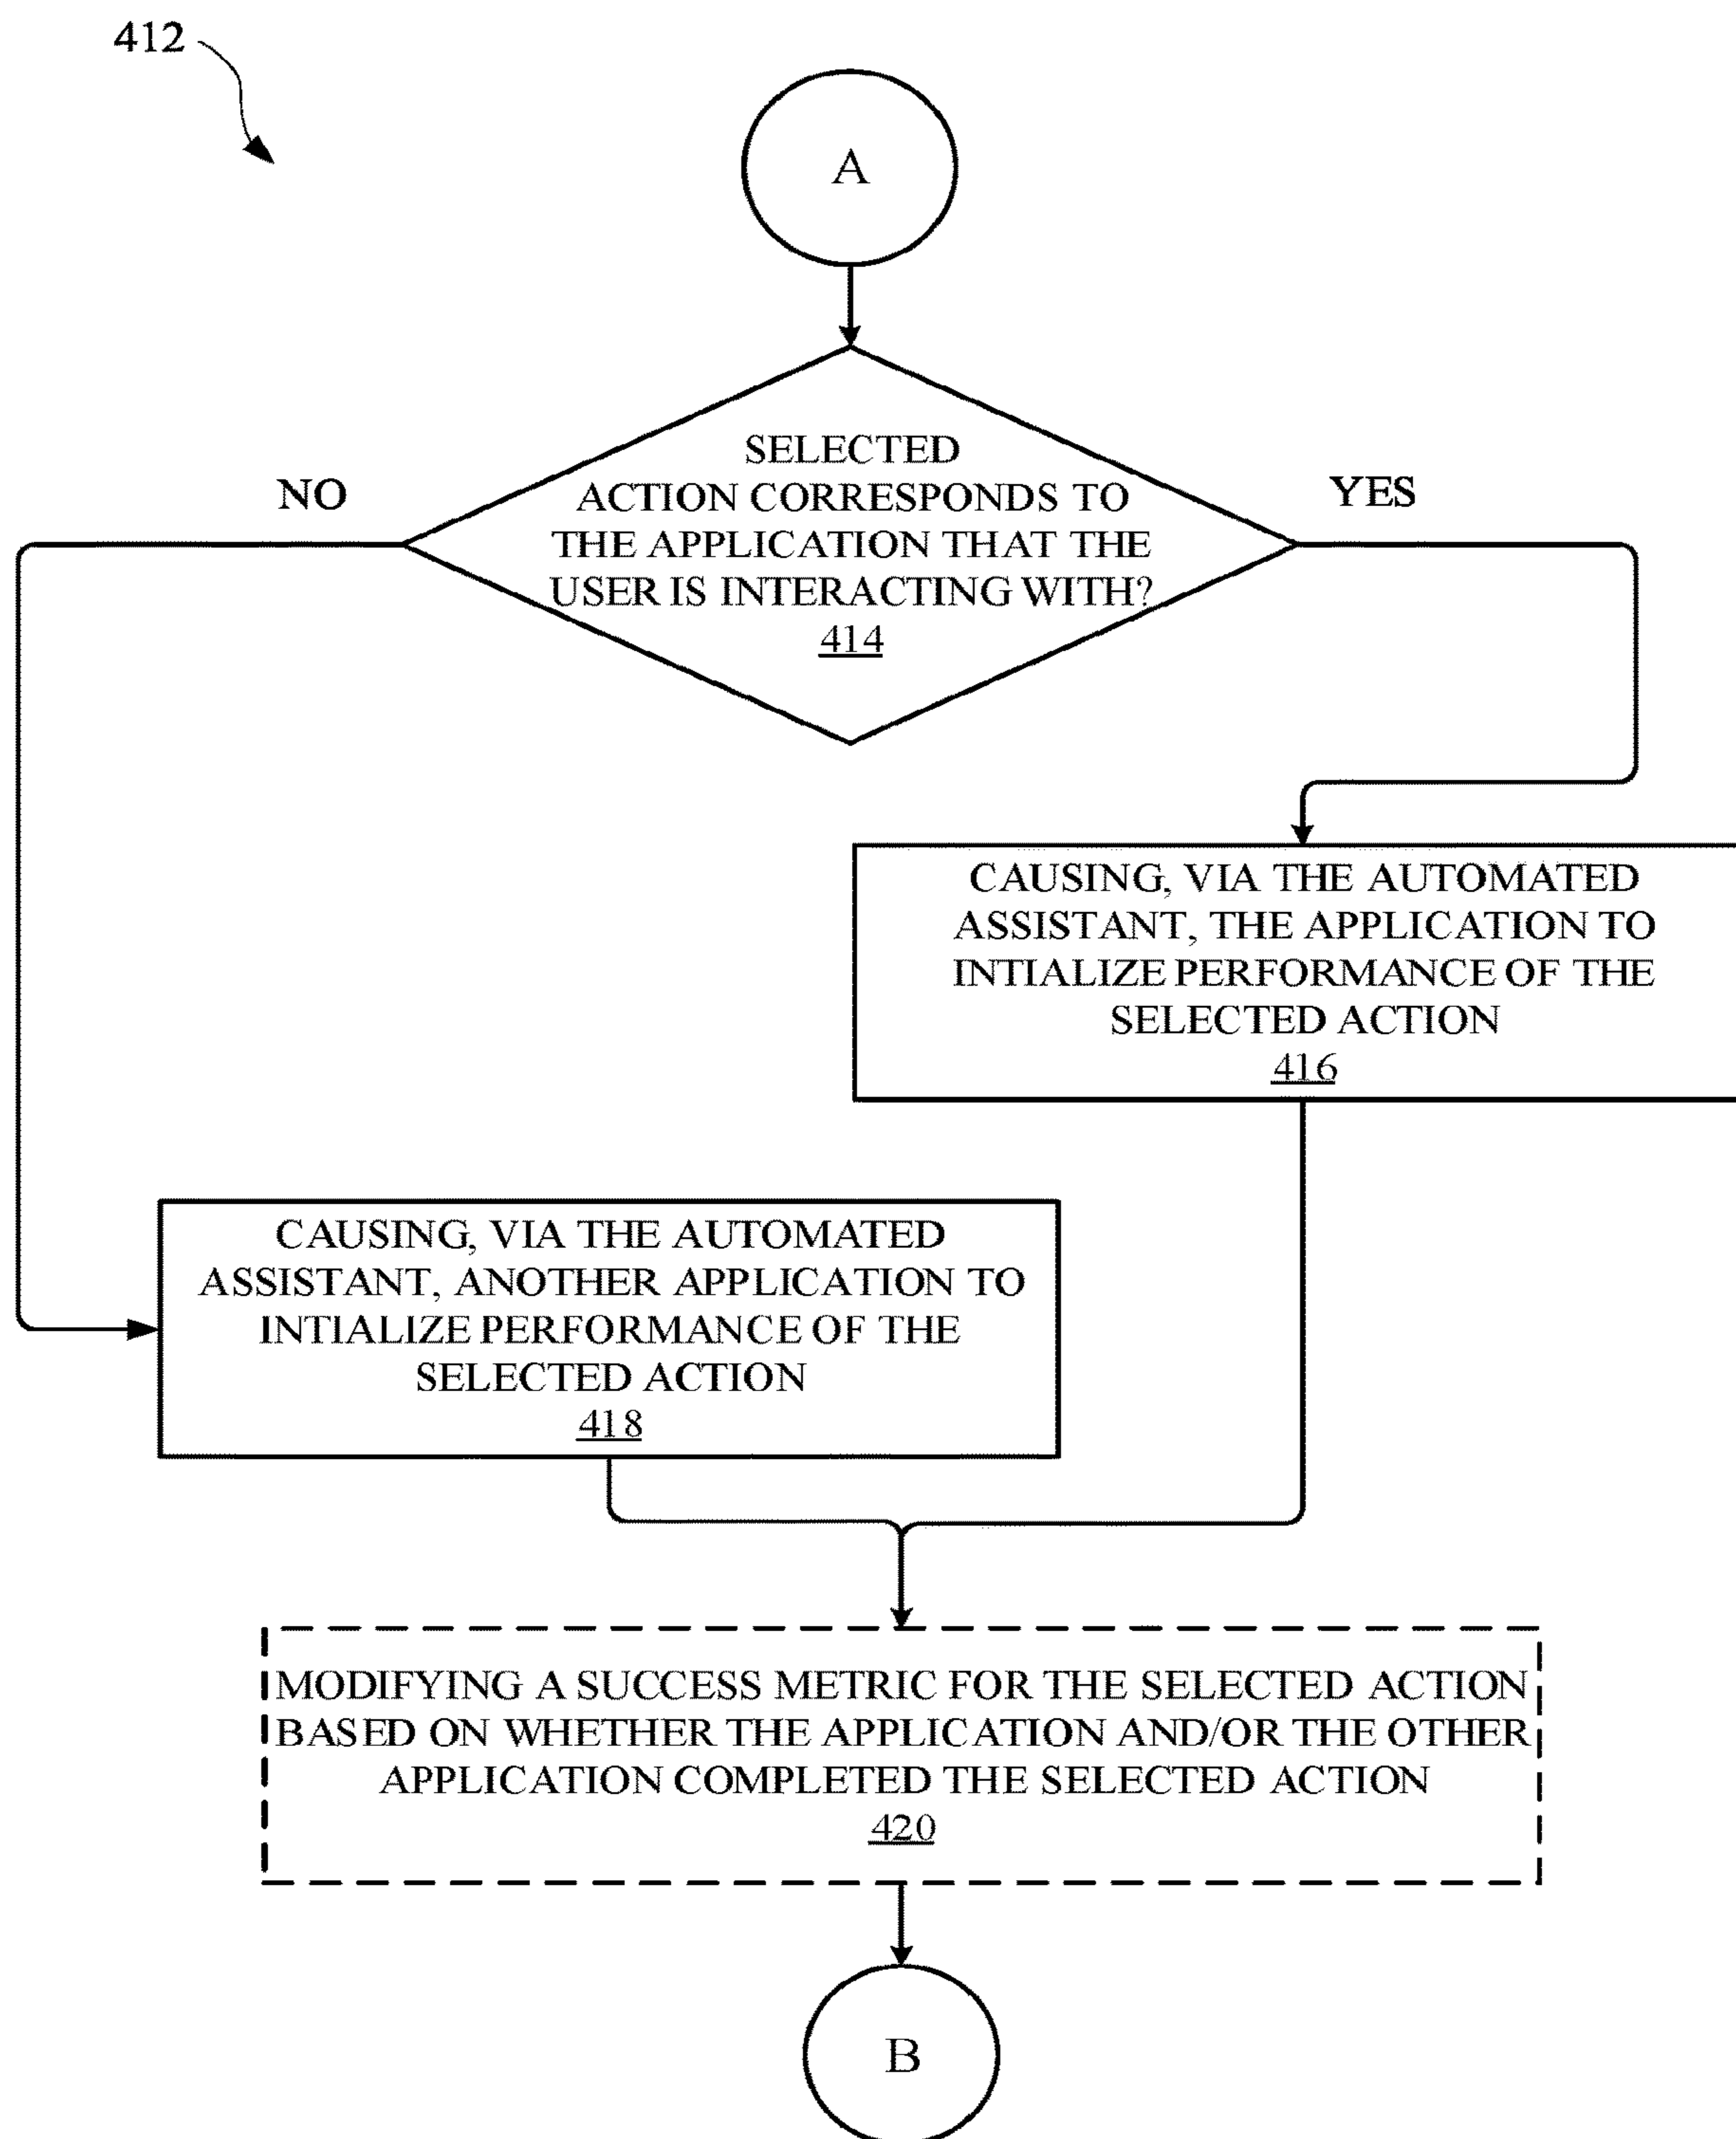 412
A
SELECTED
ACTION CORRESPONDS TO
THE APPLICATION THAT THE
USER IS INTERACTING WITH?
414
NO
YES
CAUSING, VIA THE AUTOMATED
ASSISTANT, THE APPLICATION TO
INTIALIZE PERFORMANCE OF THE
SELECTED ACTION
416
CAUSING, VIA THE AUTOMATED
ASSISTANT, ANOTHER APPLICATION TO
INTIALIZE PERFORMANCE OF THE
SELECTED ACTION
418
MODIFYING A SUCCESS METRIC FOR THE SELECTED ACTION
BASED ON WHETHER THE APPLICATION AND/OR THE OTHER
APPLICATION COMPLETED THE SELECTED ACTION
420
B